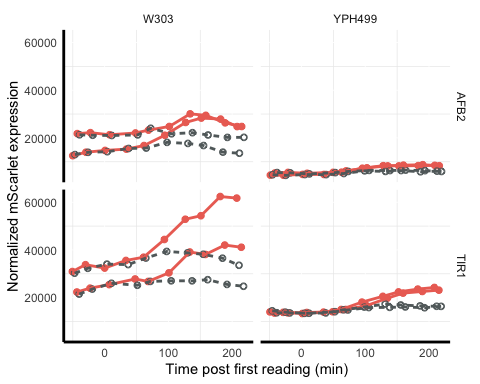 W303 YPH499
Normalized mScarlet expression
60000
40000
20000
AFB2
60000
40000
20000
TIR1
0 100 200 0 100 200
Time post first reading (min)